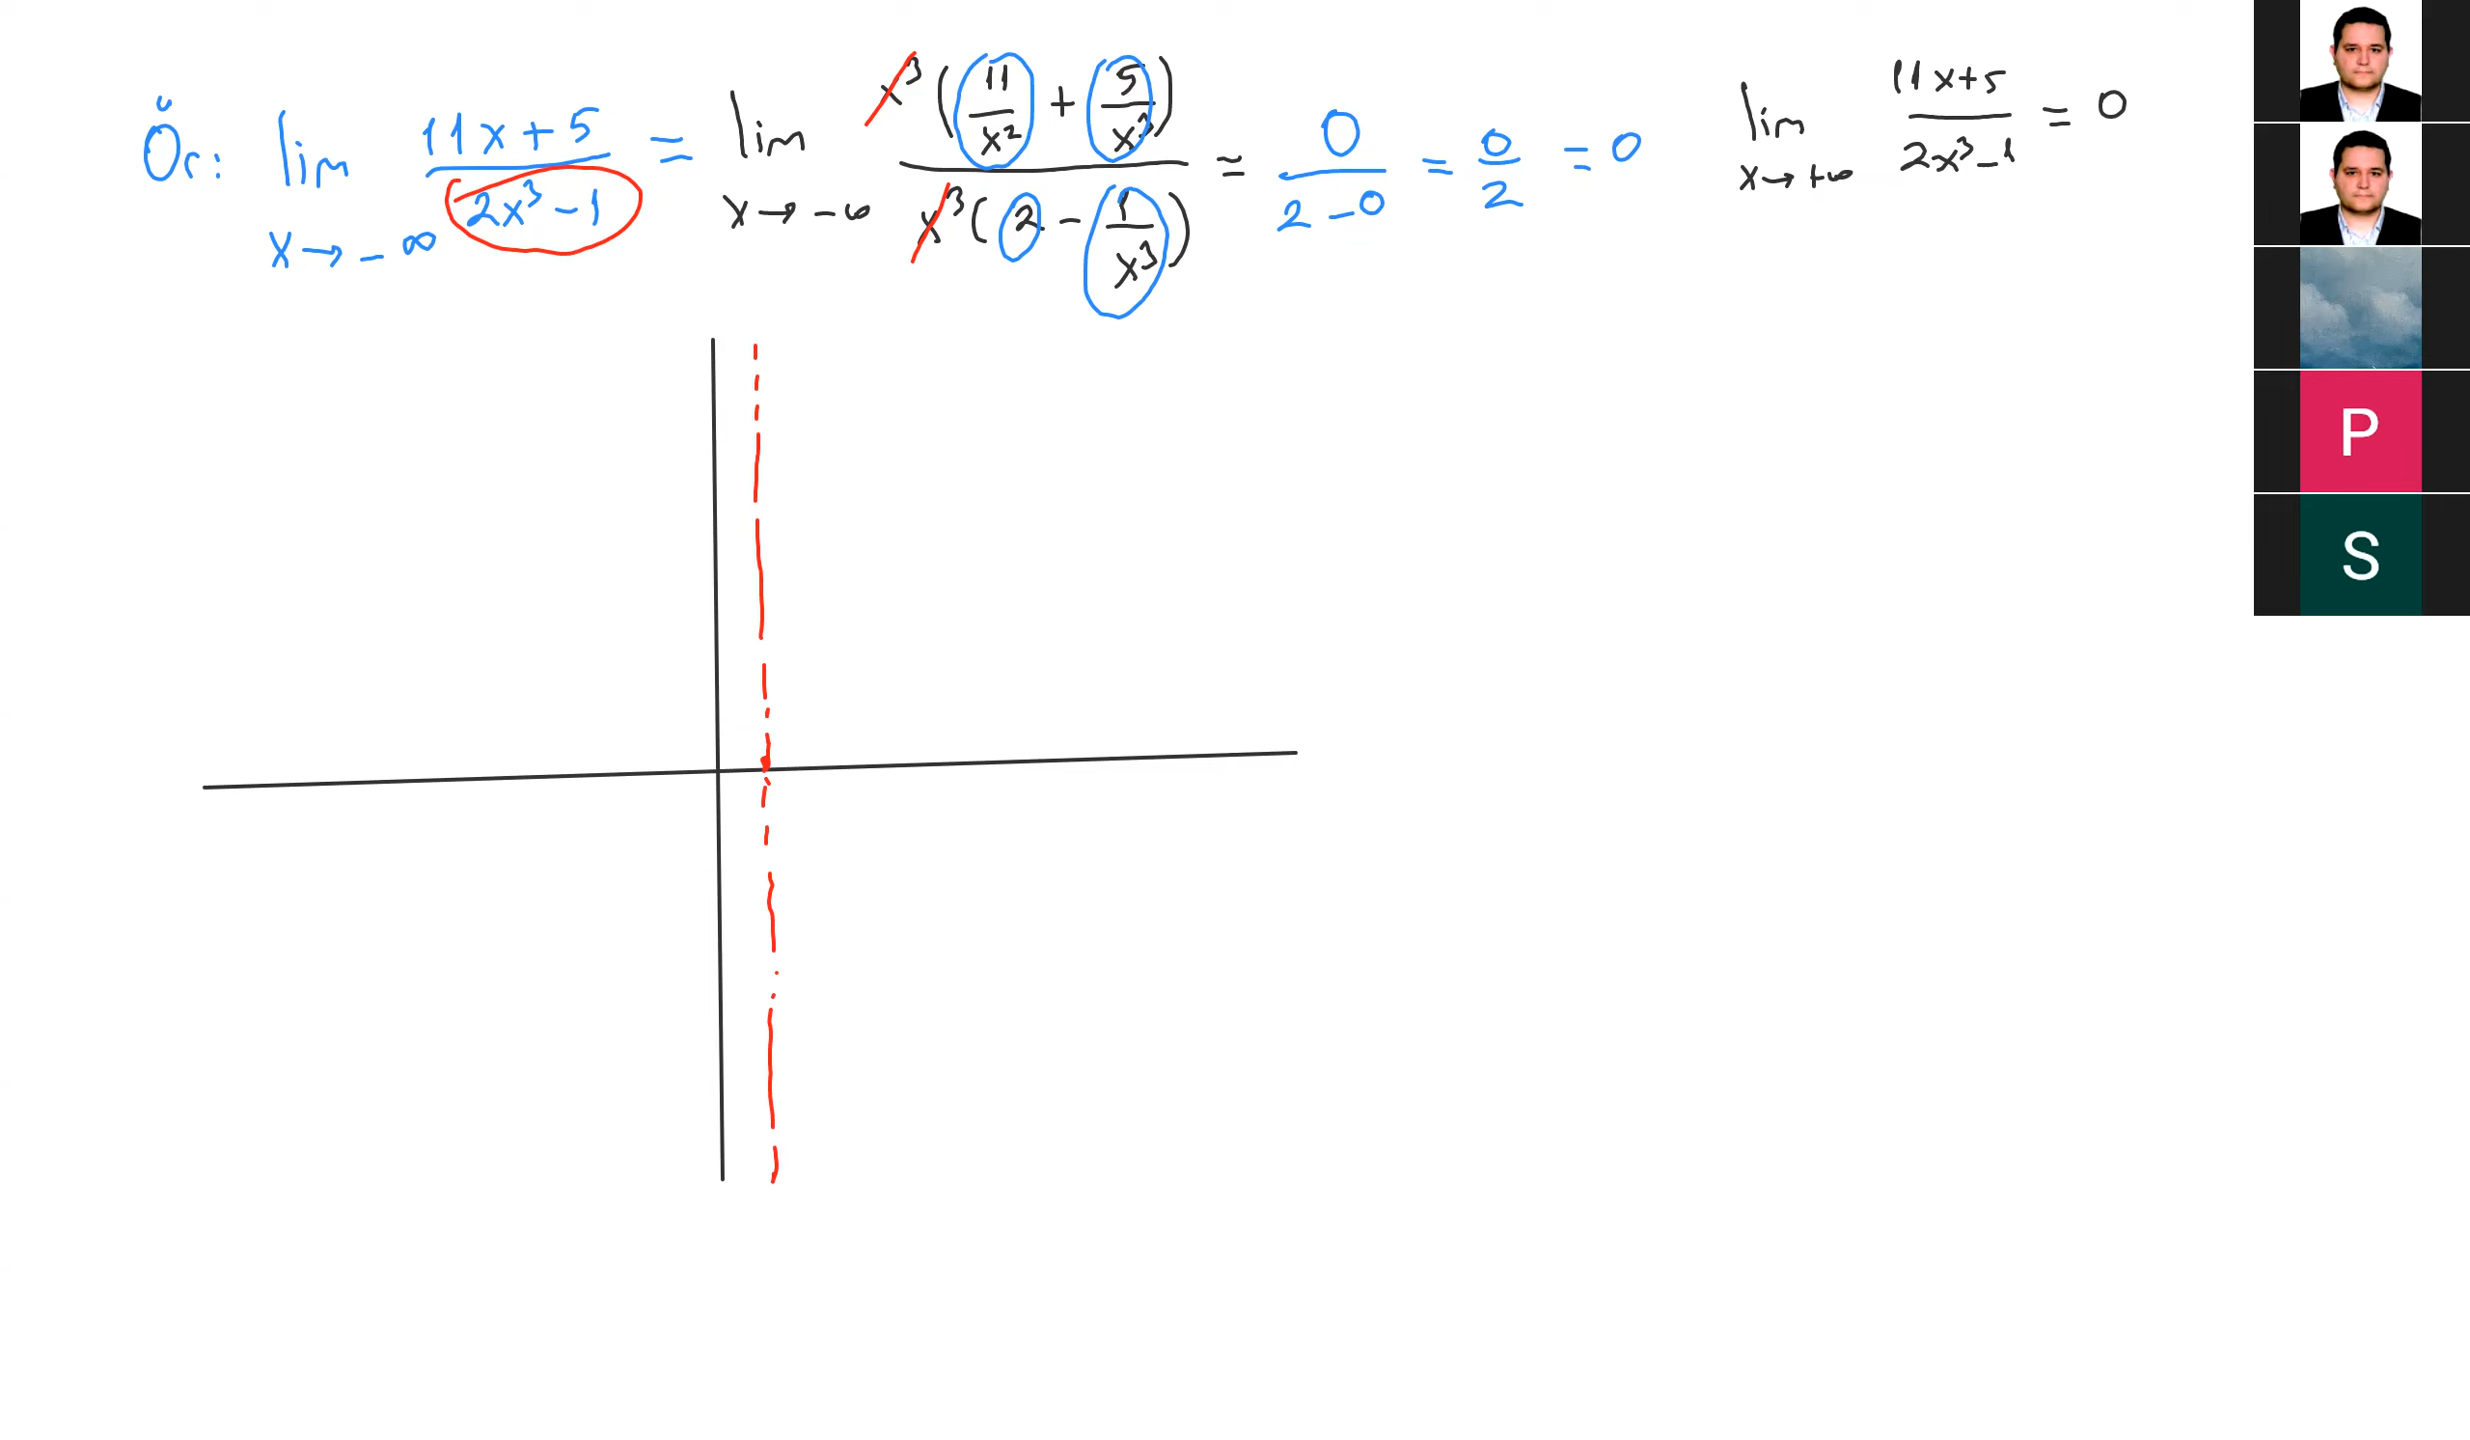 Ör: lim x→-∞ (11x+5)/(2x³-1) = lim x→-∞ x³(11/x² + 5/x³)/x³(2 - 1/x³) = 0/(2-0) = 0/2 = 0
lim x→+∞ (11x+5)/(2x³-1) = 0
P
S